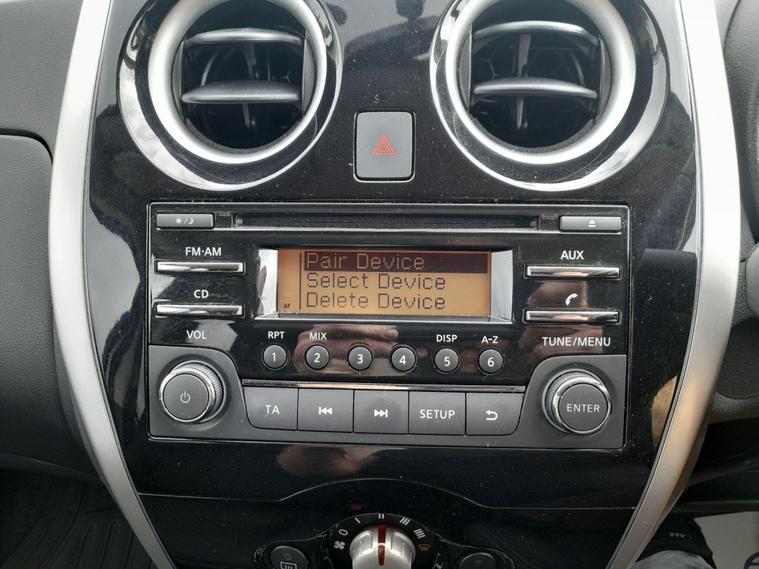 FM·AM
AUX
Pair Device
Select Device
Delete Device
AF
CD
VOL
RPT
MIX
DISP
A-Z
TUNE/MENU
1
2
3
4
5
6
TA
SETUP
ENTER